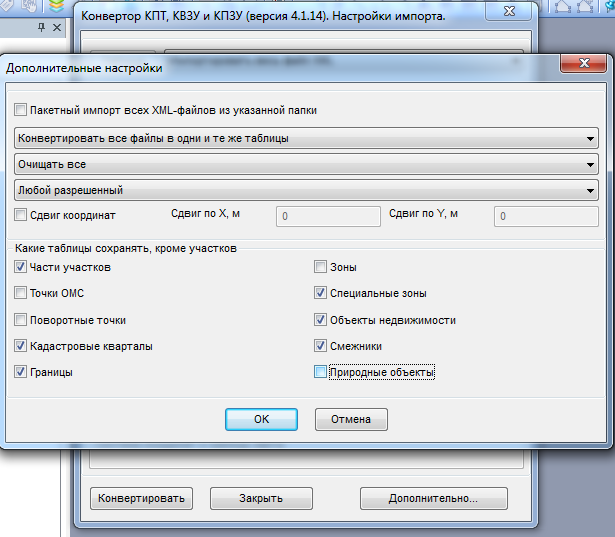 Конвертор КПТ, КВЗУ и КПЗУ (версия 4.1.14). Настройки импорта.
Дополнительные настройки
Пакетный импорт всех XML-файлов из указанной папки
Конвертировать все файлы в одни и те же таблицы
Очищать все
Любой разрешенный
Сдвиг координат Сдвиг по X, м 0 Сдвиг по Y, м 0
Какие таблицы сохранять, кроме участков
Части участков Зоны
Точки ОМС Специальные зоны
Поворотные точки Объекты недвижимости
Кадастровые кварталы Смежники
Границы Природные объекты
OK Отмена
Конвертировать Закрыть Дополнительно...